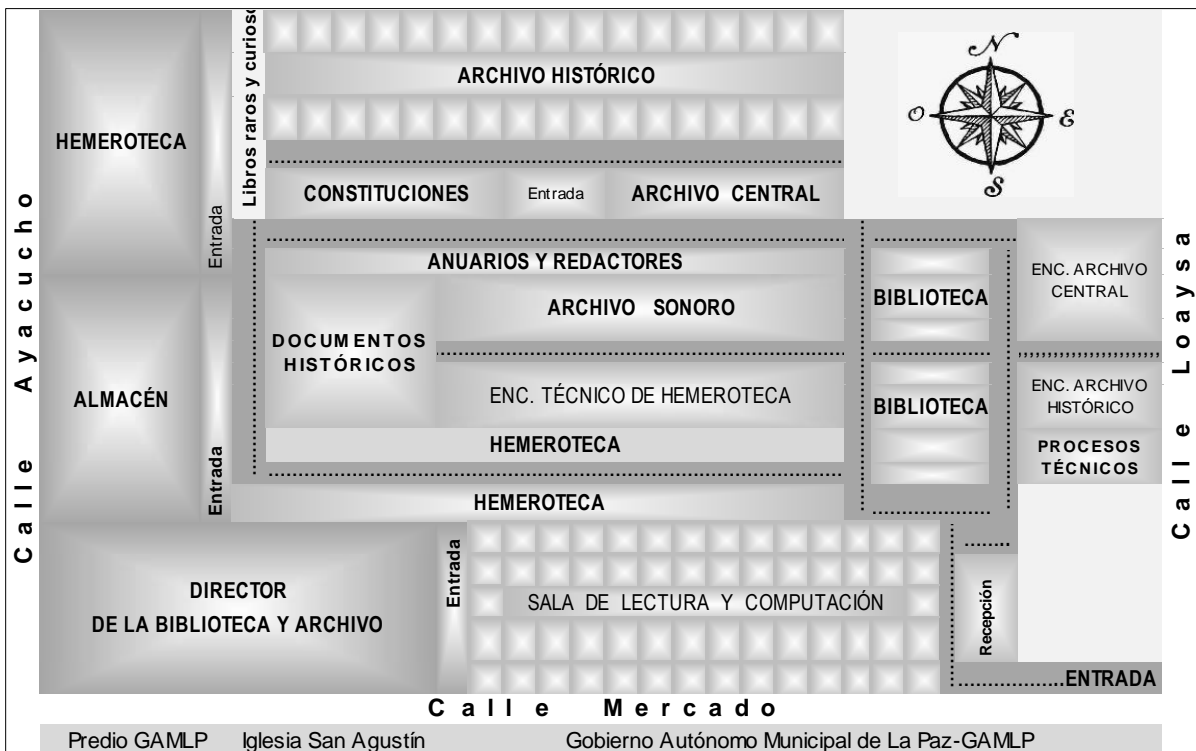 Libros raros y curioso
ARCHIVO HISTÓRICO
N
O
E
S
HEMEROTECA
Entrada
CONSTITUCIONES
Entrada
ARCHIVO CENTRAL
Calle Ayacucho
Calle Loaysa
ANUARIOS Y REDACTORES
ARCHIVO SONORO
DOCUMENTOS
HISTÓRICOS
ENC. TÉCNICO DE HEMEROTECA
HEMEROTECA
BIBLIOTECA
BIBLIOTECA
ENC. ARCHIVO
CENTRAL
ENC. ARCHIVO
HISTÓRICO
PROCESOS
TÉCNICOS
ALMACÉN
Entrada
HEMEROTECA
DIRECTOR
DE LA BIBLIOTECA Y ARCHIVO
Entrada
SALA DE LECTURA Y COMPUTACIÓN
Recepción
ENTRADA
Calle Mercado
Predio GAMLP
Iglesia San Agustín
Gobierno Autónomo Municipal de La Paz-GAMLP